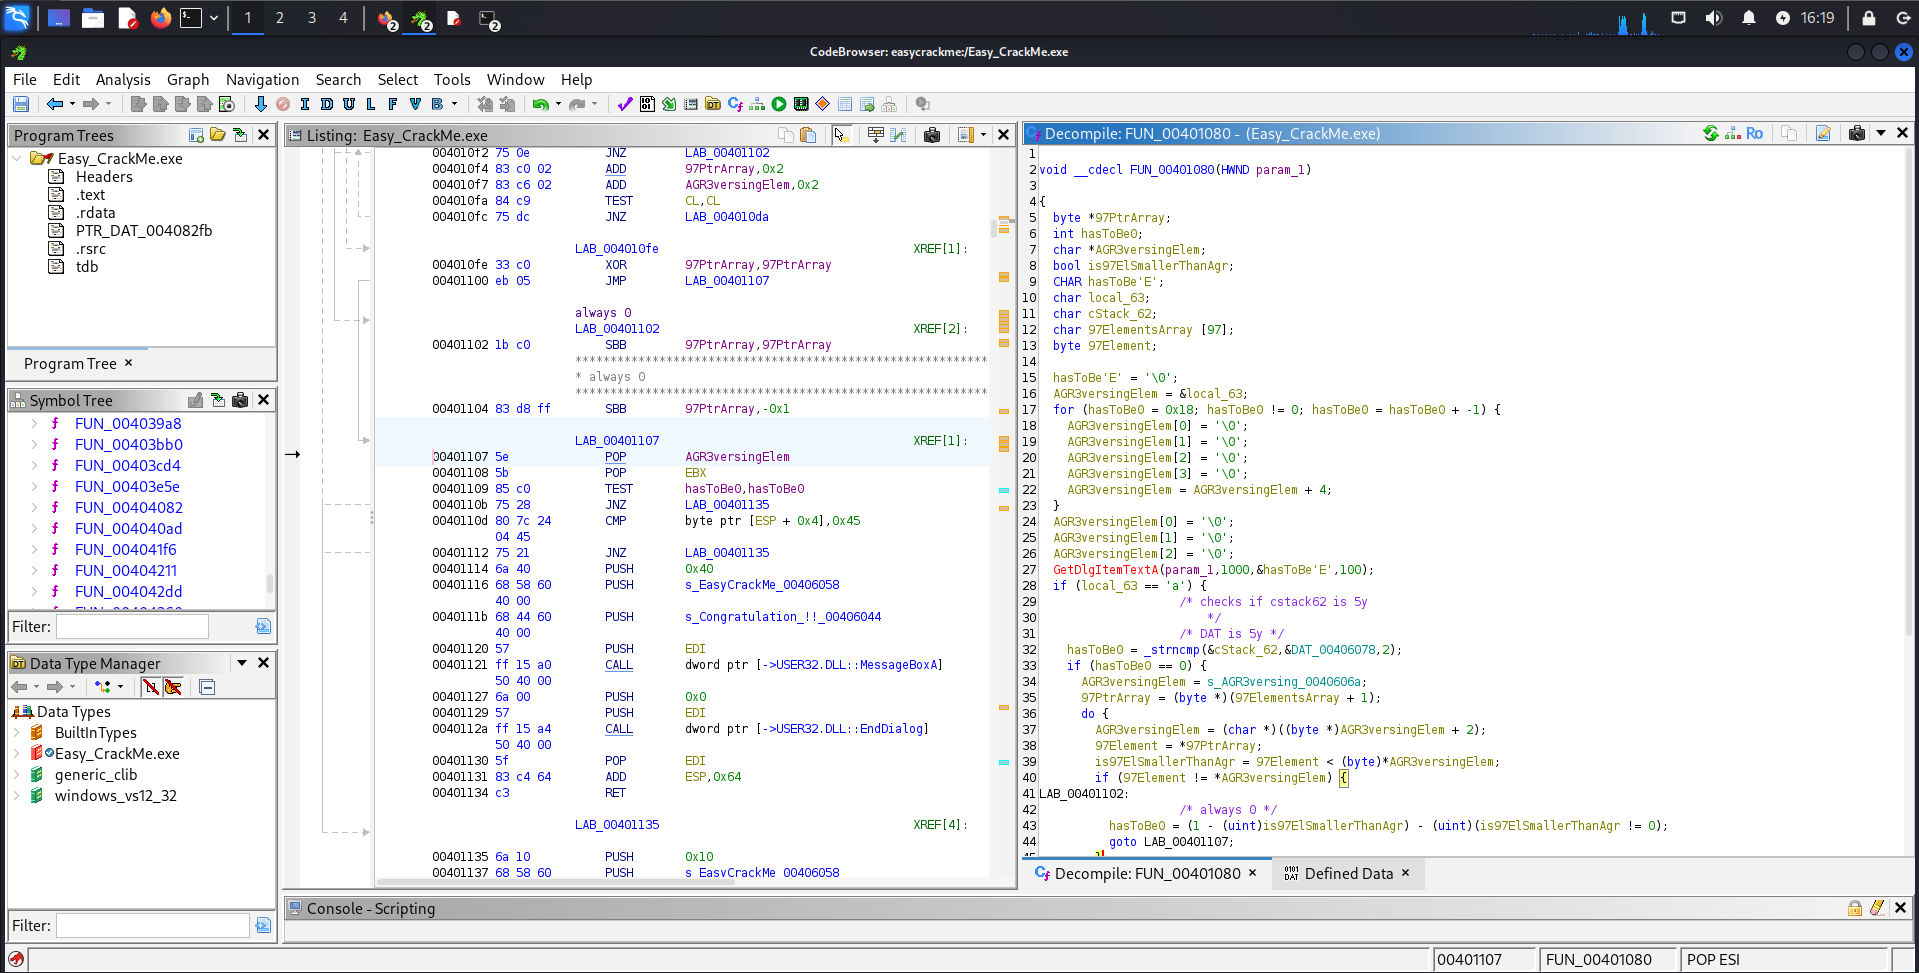 1 2 3 4 2 2 2 16:19
CodeBrowser: easycrackme:/Easy_CrackMe.exe
File Edit Analysis Graph Navigation Search Select Tools Window Help
I D U L F V B
Program Trees
Easy_CrackMe.exe
Headers
.text
.rdata
PTR_DAT_004082fb
.rsrc
tdb
Program Tree ×
Symbol Tree
f FUN_004039a8
f FUN_00403bb0
f FUN_00403cd4
f FUN_00403e5e
f FUN_00404082
f FUN_004040ad
f FUN_004041f6
f FUN_00404211
f FUN_004042dd
Filter:
Data Type Manager
Data Types
BuiltInTypes
Easy_CrackMe.exe
generic_clib
windows_vs12_32
Filter:
Listing: Easy_CrackMe.exe
004010f2 75 0e JNZ LAB_00401102
004010f4 83 c0 02 ADD 97PtrArray,0x2
004010f7 83 c6 02 ADD AGR3versingElem,0x2
004010fa 84 c9 TEST CL,CL
004010fc 75 dc JNZ LAB_004010da
LAB_004010fe XREF[1]:
004010fe 33 c0 XOR 97PtrArray,97PtrArray
00401100 eb 05 JMP LAB_00401107
always 0
LAB_00401102 XREF[2]:
00401102 1b c0 SBB 97PtrArray,97PtrArray
* always 0
00401104 83 d8 ff SBB 97PtrArray,-0x1
LAB_00401107 XREF[1]:
00401107 5e POP AGR3versingElem
00401108 5b POP EBX
00401109 85 c0 TEST hasToBe0,hasToBe0
0040110b 75 28 JNZ LAB_00401135
0040110d 80 7c 24 CMP byte ptr [ESP + 0x4],0x45
04 45
00401112 75 21 JNZ LAB_00401135
00401114 6a 40 PUSH 0x40
00401116 68 58 60 PUSH s_EasyCrackMe_00406058
40 00
0040111b 68 44 60 PUSH s_Congratulation_!!_00406044
40 00
00401120 57 PUSH EDI
00401121 ff 15 a0 CALL dword ptr [->USER32.DLL::MessageBoxA]
50 40 00
00401127 6a 00 PUSH 0x0
00401129 57 PUSH EDI
0040112a ff 15 a4 CALL dword ptr [->USER32.DLL::EndDialog]
50 40 00
00401130 5f POP EDI
00401131 83 c4 64 ADD ESP,0x64
00401134 c3 RET
LAB_00401135 XREF[4]:
00401135 6a 10 PUSH 0x10
00401137 68 58 60 PUSH s_EasyCrackMe_00406058
Decompile: FUN_00401080 - (Easy_CrackMe.exe)
Ro
1
2 void __cdecl FUN_00401080(HWND param_1)
3
4 {
5 byte *97PtrArray;
6 int hasToBe0;
7 char *AGR3versingElem;
8 bool is97ElSmallerThanAgr;
9 CHAR hasToBe'E';
10 char local_63;
11 char cStack_62;
12 char 97ElementsArray [97];
13 byte 97Element;
14
15 hasToBe'E' = '\0';
16 AGR3versingElem = &local_63;
17 for (hasToBe0 = 0x18; hasToBe0 != 0; hasToBe0 = hasToBe0 + -1) {
18 AGR3versingElem[0] = '\0';
19 AGR3versingElem[1] = '\0';
20 AGR3versingElem[2] = '\0';
21 AGR3versingElem[3] = '\0';
22 AGR3versingElem = AGR3versingElem + 4;
23 }
24 AGR3versingElem[0] = '\0';
25 AGR3versingElem[1] = '\0';
26 AGR3versingElem[2] = '\0';
27 GetDlgItemTextA(param_1,1000,&hasToBe'E',100);
28 if (local_63 == 'a') {
29 /* checks if cstack62 is 5y
30 */
31 /* DAT is 5y */
32 hasToBe0 = _strncmp(&cStack_62,&DAT_00406078,2);
33 if (hasToBe0 == 0) {
34 AGR3versingElem = s_AGR3versing_0040606a;
35 97PtrArray = (byte *)(97ElementsArray + 1);
36 do {
37 AGR3versingElem = (char *)((byte *)AGR3versingElem + 2);
38 97Element = *97PtrArray;
39 is97ElSmallerThanAgr = 97Element < (byte)*AGR3versingElem;
40 if (97Element != *AGR3versingElem) {
41 LAB_00401102:
42 /* always 0 */
43 hasToBe0 = (1 - (uint)is97ElSmallerThanAgr) - (uint)(is97ElSmallerThanAgr != 0);
44 goto LAB_00401107;
Decompile: FUN_00401080 × Defined Data ×
Console - Scripting
00401107 FUN_00401080 POP ESI